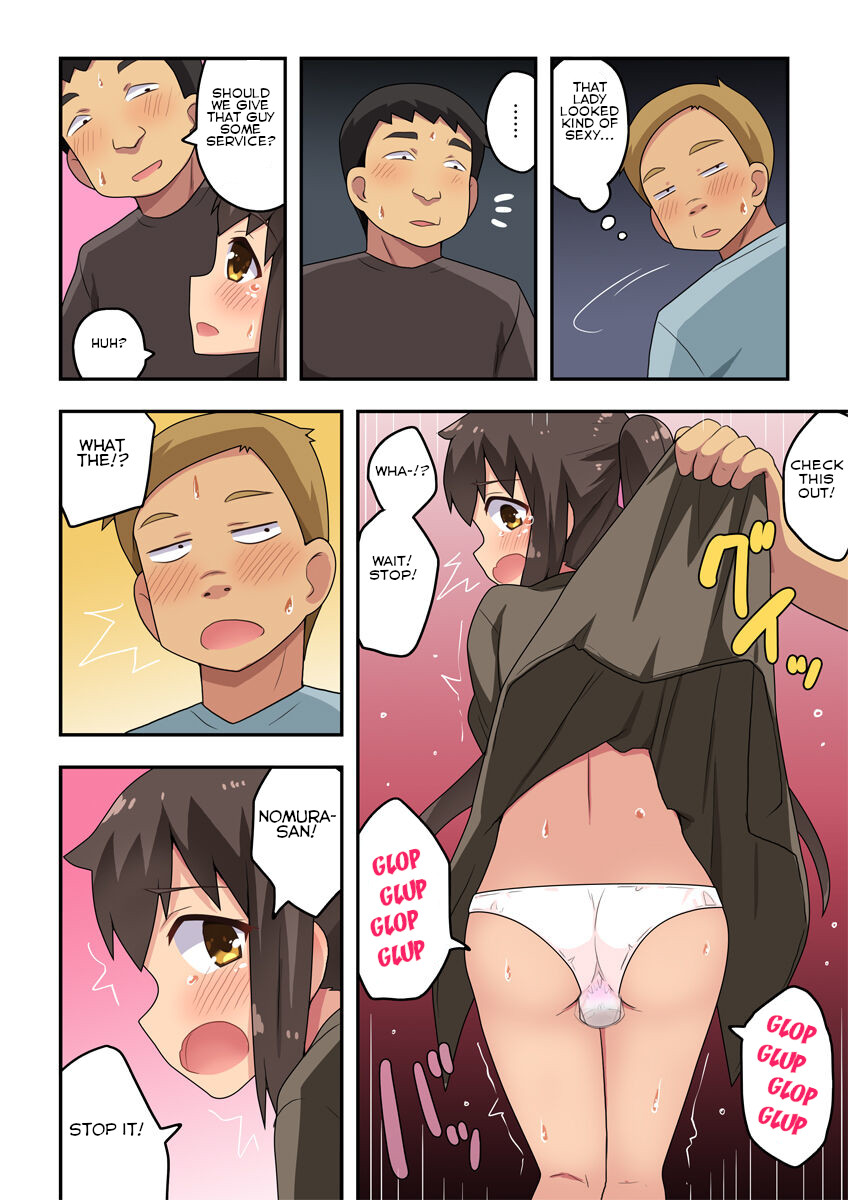 THAT
LADY
LOOKED
KIND OF
SEXY...
......
SHOULD
WE GIVE
THAT GUY
SOME
SERVICE?
HUH?
CHECK
THIS
OUT!
グイッ
WHA-!?
WAIT!
STOP!
GLOP
GLUP
GLOP
GLUP
GLOP
GLUP
GLOP
GLUP
WHAT
THE!?
NOMURA-
SAN!
STOP IT!